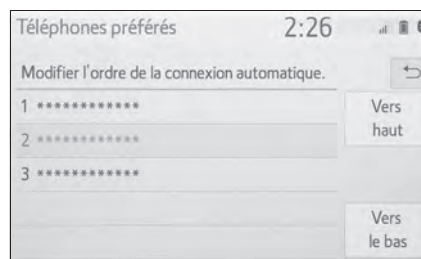 Téléphones préférés 2:26
Modifier l'ordre de la connexion automatique.
1 ************
2 ************
3 ************
Vers
haut
Vers
le bas